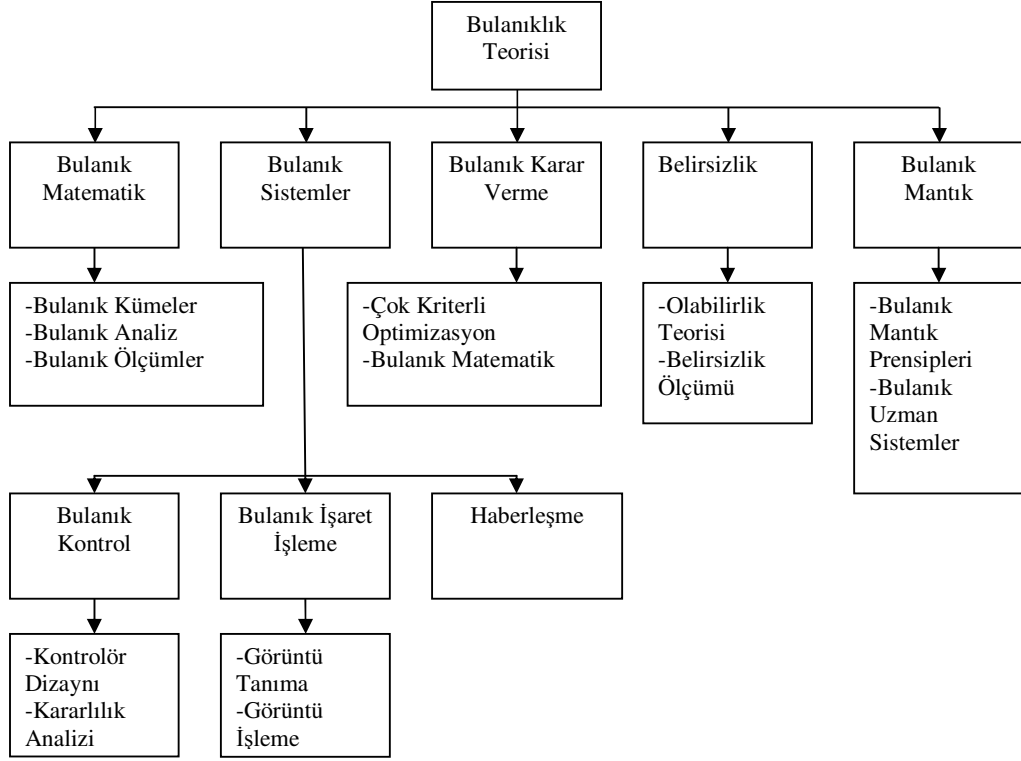 Bulanıklık
Teorisi
Bulanık
Matematik
Bulanık
Sistemler
Bulanık Karar
Verme
Belirsizlik
Bulanık
Mantık
-Bulanık Kümeler
-Bulanık Analiz
-Bulanık Ölçümler
-Çok Kriterli
Optimizasyon
-Bulanık Matematik
-Olabilirlik
Teorisi
-Belirsizlik
Ölçümü
-Bulanık
Mantık
Prensipleri
-Bulanık
Uzman
Sistemler
Bulanık
Kontrol
Bulanık İşaret
İşleme
Haberleşme
-Kontrolör
Dizaynı
-Kararlılık
Analizi
-Görüntü
Tanıma
-Görüntü
İşleme